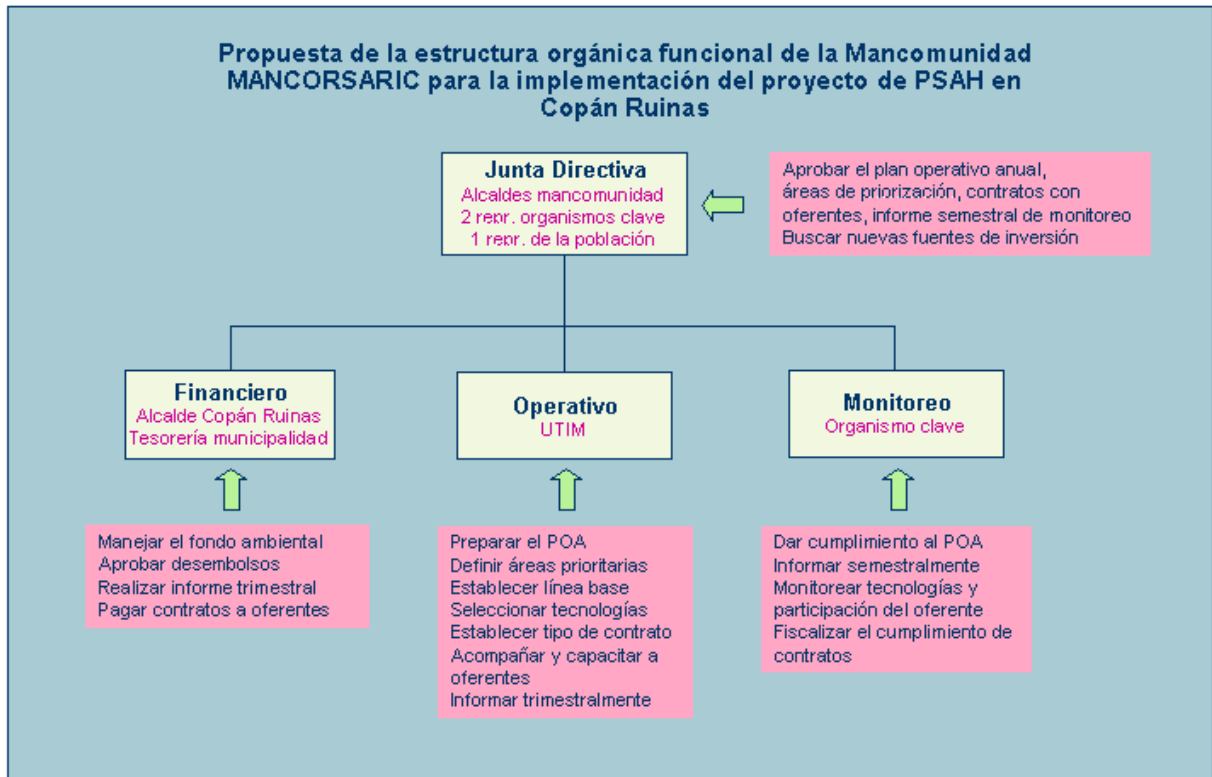 Propuesta de la estructura orgánica funcional de la Mancomunidad
MANCORSARIC para la implementación del proyecto de PSAH en
Copán Ruinas
Junta Directiva
Alcaldes mancomunidad
2 repr. organismos clave
1 repr. de la población
Aprobar el plan operativo anual,
áreas de priorización, contratos con
oferentes, informe semestral de monitoreo
Buscar nuevas fuentes de inversión
Financiero
Alcalde Copán Ruinas
Tesorería municipalidad
Operativo
UTIM
Monitoreo
Organismo clave
Manejar el fondo ambiental
Aprobar desembolsos
Realizar informe trimestral
Pagar contratos a oferentes
Preparar el POA
Definir áreas prioritarias
Establecer línea base
Seleccionar tecnologías
Establecer tipo de contrato
Acompañar y capacitar a
oferentes
Informar trimestralmente
Dar cumplimiento al POA
Informar semestralmente
Monitorear tecnologías y
participación del oferente
Fiscalizar el cumplimiento de
contratos